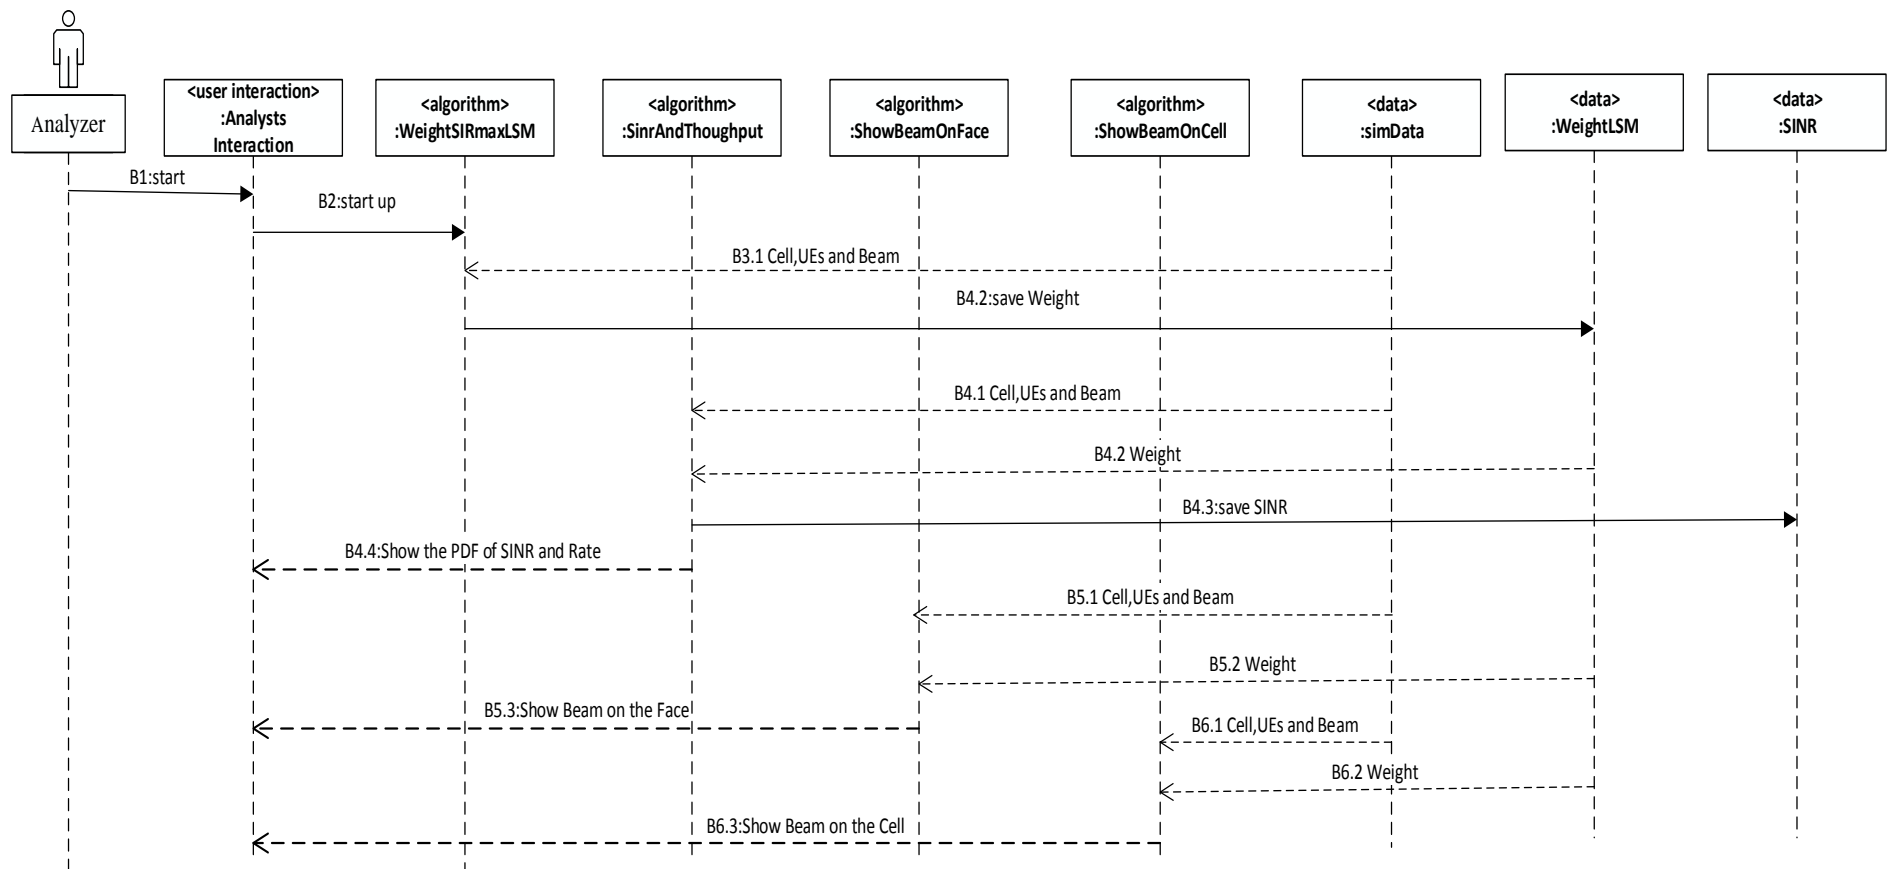 Analyzer
<user interaction>
:Analysts
Interaction
<algorithm>
:WeightSIRmaxLSM
<algorithm>
:SinrAndThoughput
<algorithm>
:ShowBeamOnFace
<algorithm>
:ShowBeamOnCell
<data>
:simData
<data>
:WeightLSM
<data>
:SINR
B1:start
B2:start up
B3.1 Cell,UEs and Beam
B4.2:save Weight
B4.1 Cell,UEs and Beam
B4.2 Weight
B4.3:save SINR
B4.4:Show the PDF of SINR and Rate
B5.1 Cell,UEs and Beam
B5.2 Weight
B5.3:Show Beam on the Face
B6.1 Cell,UEs and Beam
B6.2 Weight
B6.3:Show Beam on the Cell